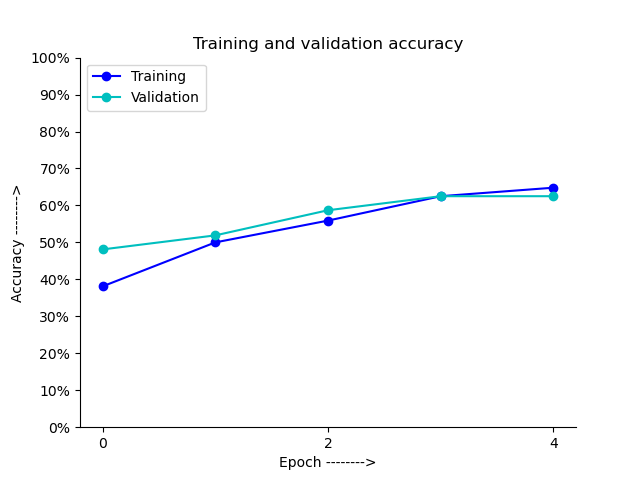 Training and validation accuracy
100%
90%
80%
70%
60%
50%
40%
30%
20%
10%
0%
Training
Validation
Accuracy -------->
0
2
4
Epoch -------->